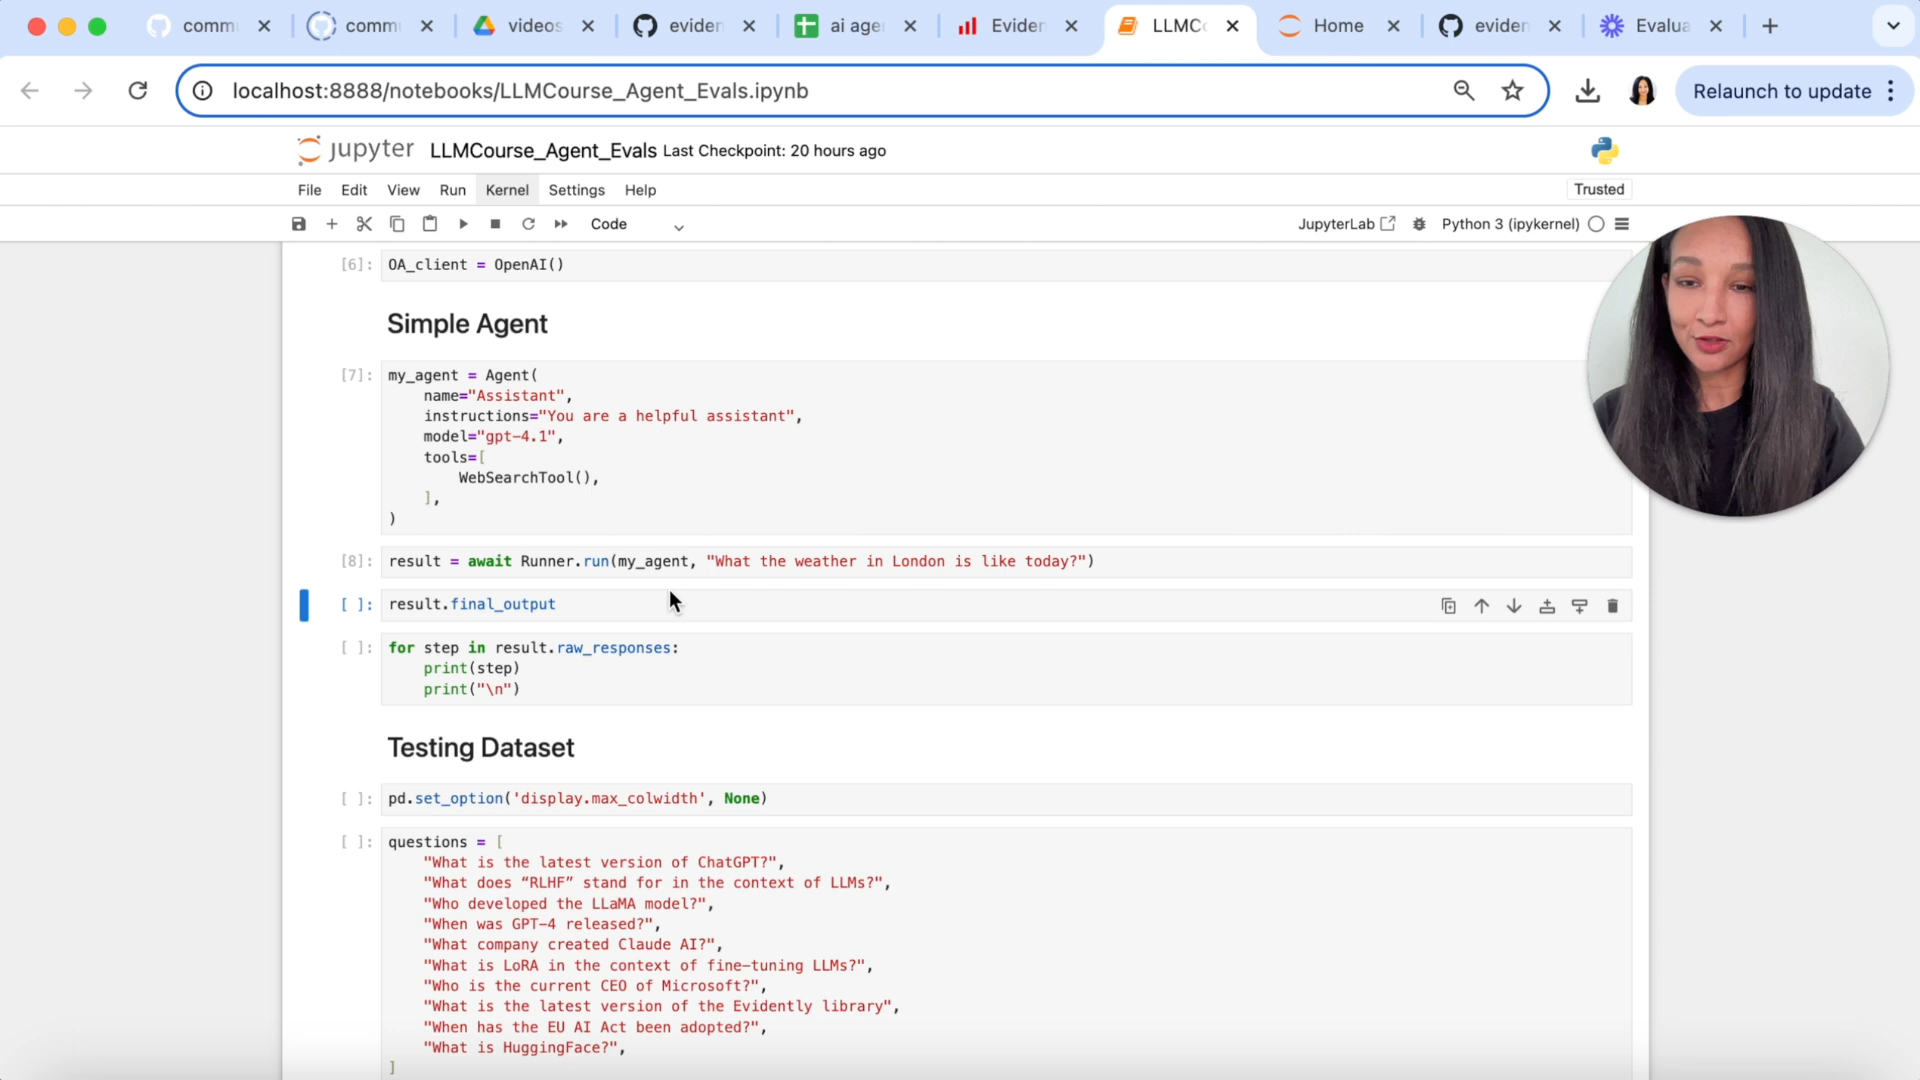 comm
comm
videos
eviden
ai age
Eviden
LLMC
Home
eviden
Evalua
localhost:8888/notebooks/LLMCourse_Agent_Evals.ipynb
Relaunch to update
jupyter LLMCourse_Agent_Evals Last Checkpoint: 20 hours ago
File Edit View Run Kernel Settings Help
Trusted
Code
JupyterLab
Python 3 (ipykernel)
[6]: OA_client = OpenAI()
Simple Agent
[7]: my_agent = Agent(
name="Assistant",
instructions="You are a helpful assistant",
model="gpt-4.1",
tools=[
WebSearchTool(),
],
)
[8]: result = await Runner.run(my_agent, "What the weather in London is like today?")
[ ]: result.final_output
[ ]: for step in result.raw_responses:
print(step)
print("\n")
Testing Dataset
[ ]: pd.set_option('display.max_colwidth', None)
[ ]: questions = [
"What is the latest version of ChatGPT?",
"What does “RLHF” stand for in the context of LLMs?",
"Who developed the LLaMA model?",
"When was GPT-4 released?",
"What company created Claude AI?",
"What is LoRA in the context of fine-tuning LLMs?",
"Who is the current CEO of Microsoft?",
"What is the latest version of the Evidently library",
"When has the EU AI Act been adopted?",
"What is HuggingFace?",
]